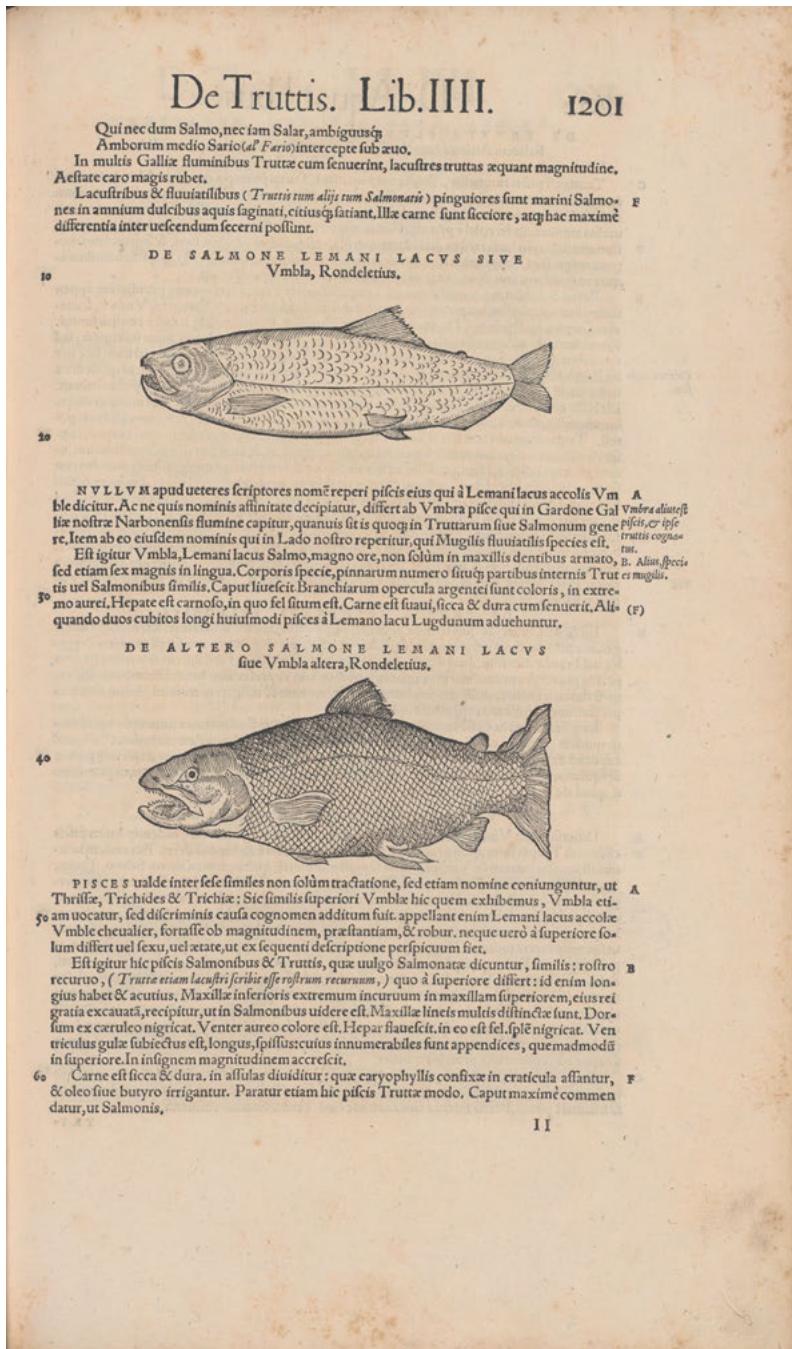 De Truttis. Lib. IIII. 1201
Qui nec dum Salmo, nec iam Salar, ambiguusq́;
Amborum medio Sario (al' Fario) intercepte sub æuo.
In multis Galliæ fluminibus Truttæ cum senuerint, lacustres truttas æquant magnitudine.
Aestate caro magis rubet.
Lacustribus & fluuiatilibus (Truttis tum alijs tum Salmonatis) pinguiores sunt marini Salmo- F
nes in amnium dulcibus aquis saginati, citiusq́; satiant. Illæ carne sunt sicciore, atq; hac maximè
differentia inter uescendum secerni possunt.
DE SALMONE LEMANI LACVS SIVE
10 Vmbla, Rondeletius.
20
NVLLVM apud ueteres scriptores nomē reperi piscis eius qui à Lemani lacus accolis Vm A
ble dicitur. Ac ne quis nominis affinitate decipiatur, differt ab Vmbra pisce qui in Gardone Gal Vmbra aliuest
liæ nostræ Narbonensis flumine capitur, quanuis sit is quoq; in Truttarum siue Salmonum gene piscis, & ipse
re. Item ab eo eiusdem nominis qui in Lado nostro reperitur, qui Mugilis fluuiatilis species est. truttis cogna-
tus.
Est igitur Vmbla, Lemani lacus Salmo, magno ore, non solùm in maxillis dentibus armato, B. Alius, speci-
sed etiam sex magnis in lingua. Corporis specie, pinnarum numero situq́; partibus internis Trut es mugilis.
tis uel Salmonibus similis. Caput liuescit. Branchiarum opercula argentei sunt coloris, in extre-
30 mo aurei. Hepate est carnoso, in quo fel situm est. Carne est suaui, sicca & dura cum senuerit. Ali- (F)
quando duos cubitos longi huiusmodi pisces à Lemano lacu Lugdunum aduehuntur.
DE ALTERO SALMONE LEMANI LACVS
siue Vmbla altera, Rondeletius.
40
PISCES ualde inter sese similes non solùm tractatione, sed etiam nomine coniunguntur, ut A
Thrissæ, Trichides & Trichiæ: Sic similis superiori Vmblæ hic quem exhibemus, Vmbla eti-
50 am uocatur, sed discriminis causa cognomen additum fuit. appellant enim Lemani lacus accolæ
Vmble cheualier, fortasse ob magnitudinem, præstantiam, & robur. neque uerò à superiore so-
lum differt uel sexu, uel ætate, ut ex sequenti descriptione perspicuum fiet.
Est igitur hic piscis Salmonibus & Truttis, quæ uulgò Salmonatæ dicuntur, similis: rostro B
recuruo, (Truttæ etiam lacustri scribit esse rostrum recuruum,) quo à superiore differt: id enim lon-
gius habet & acutius. Maxillæ inferioris extremum incuruum in maxillam superiorem, eius rei
gratia excauatā, recipitur, ut in Salmonibus uidere est. Maxillæ lineis multis distinctæ sunt. Dor-
sum ex cæruleo nigricat. Venter aureo colore est. Hepar flauescit. in eo est fel. splē nigricat. Ven
triculus gulæ subiectus est, longus, spissus: cuius innumerabiles sunt appendices, quemadmodū
in superiore. In insignem magnitudinem accrescit.
60 Carne est sicca & dura. in assulas diuiditur: quæ caryophyllis confixæ in craticula assantur, F
& oleo siue butyro irrigantur. Paratur etiam hic piscis Truttæ modo. Caput maximè commen
datur, ut Salmonis.
II